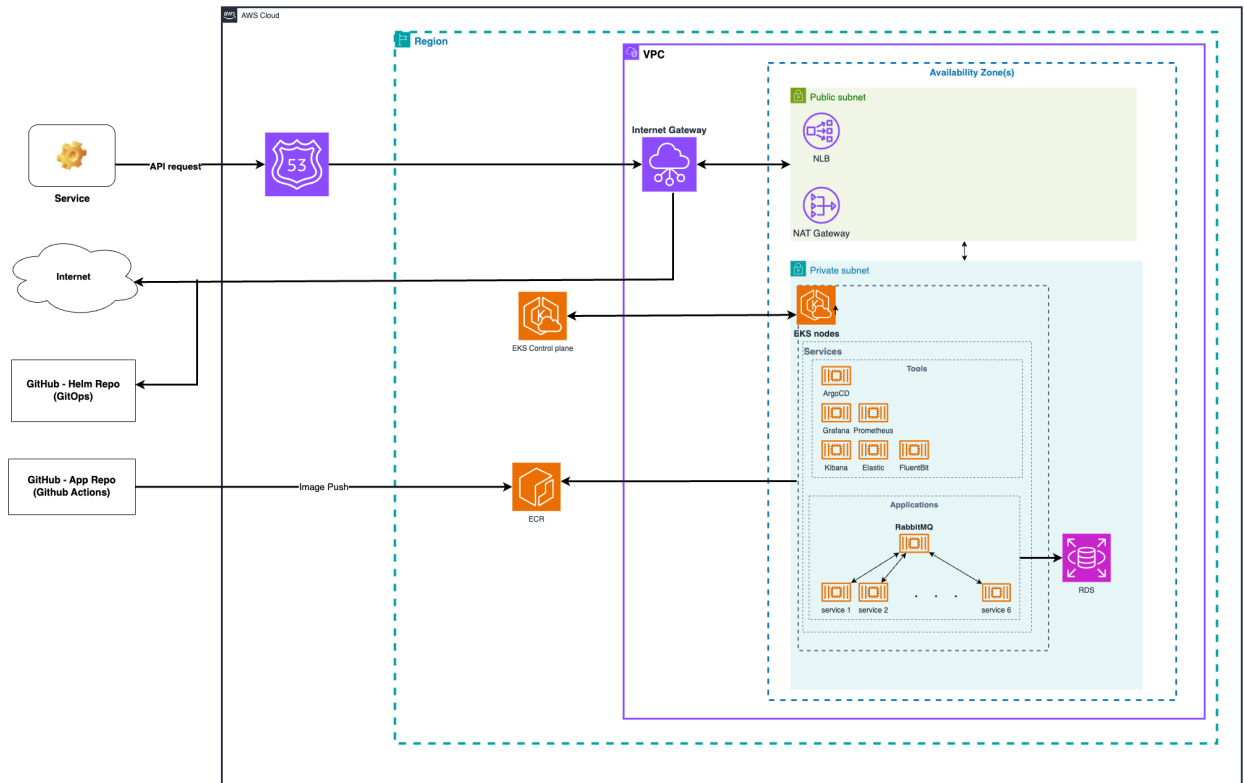 aws
AWS Cloud
Region
VPC
Availability Zone(s)
Public subnet
NLB
NAT Gateway
Internet Gateway
53
API request
Service
Internet
Private subnet
EKS nodes
K
EKS Control plane
Services
Tools
ArgoCD
Grafana
Prometheus
Kibana
Elastic
FluentBit
GitHub - Helm Repo
(GitOps)
GitHub - App Repo
(Github Actions)
Image Push
ECR
Applications
RabbitMQ
service 1
service 2
. . .
service 6
RDS